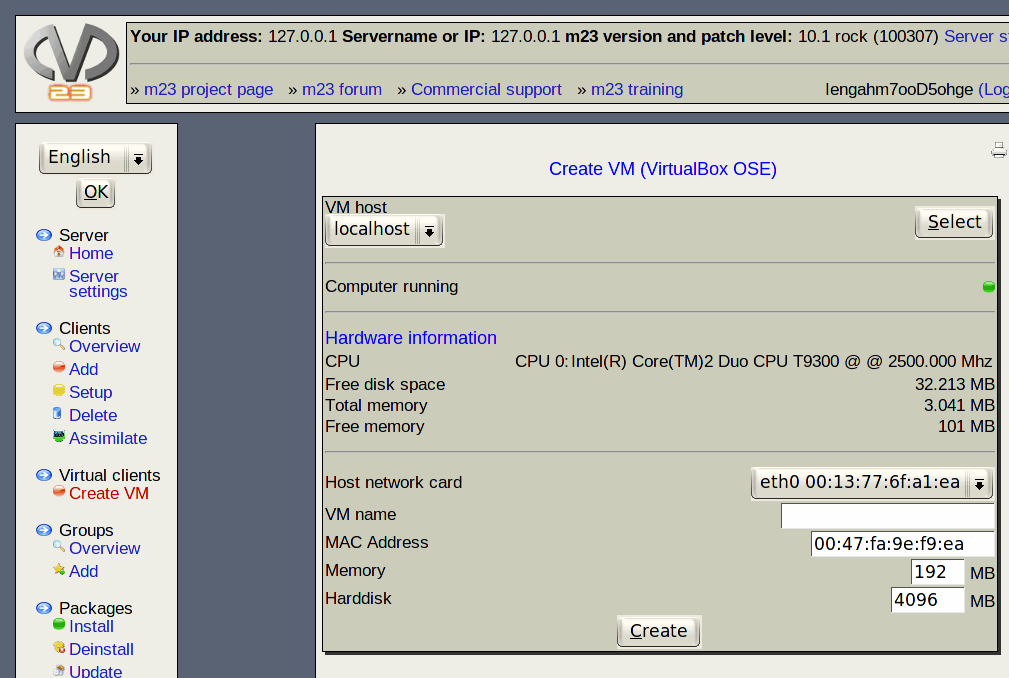 23
Your IP address: 127.0.0.1 Servername or IP: 127.0.0.1 m23 version and patch level: 10.1 rock (100307) Server s
» m23 project page » m23 forum » Commercial support » m23 training Iengahm7ooD5ohge (Log
English
OK
Server
Home
Server
settings
Clients
Overview
Add
Setup
Delete
Assimilate
Virtual clients
Create VM
Groups
Overview
Add
Packages
Install
Deinstall
Update
Create VM (VirtualBox OSE)
VM host
localhost Select
Computer running
Hardware information
CPU CPU 0: Intel(R) Core(TM)2 Duo CPU T9300 @ @ 2500.000 Mhz
Free disk space 32.213 MB
Total memory 3.041 MB
Free memory 101 MB
Host network card eth0 00:13:77:6f:a1:ea
VM name
MAC Address 00:47:fa:9e:f9:ea
Memory 192 MB
Harddisk 4096 MB
Create